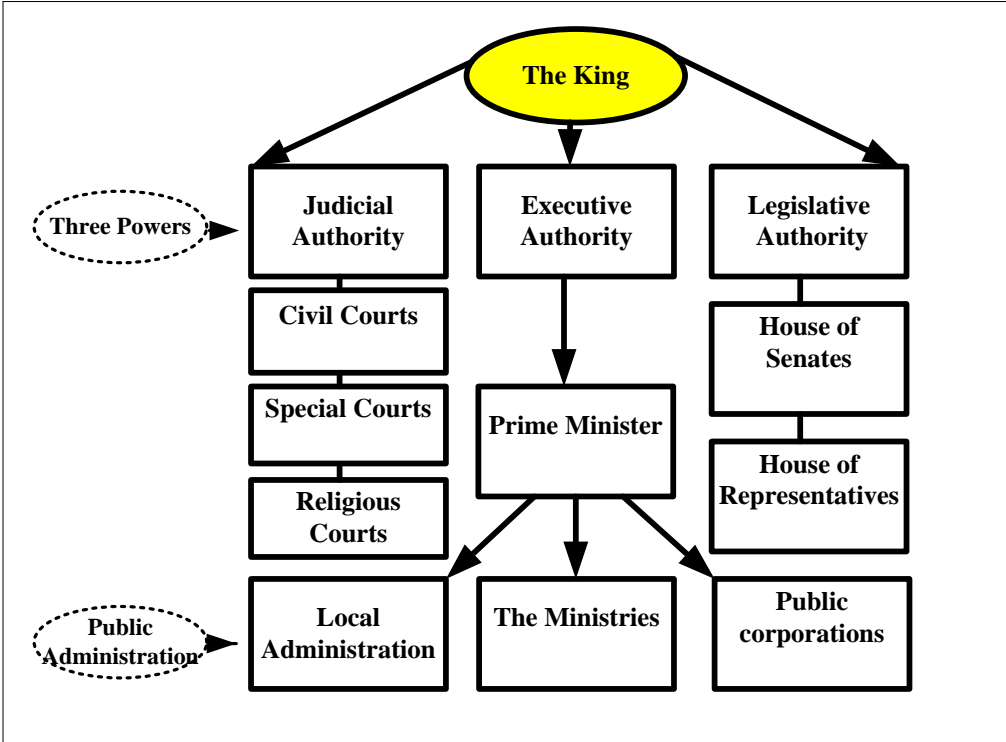 The King
Three Powers
Judicial
Authority
Executive
Authority
Legislative
Authority
Civil Courts
House of
Senates
Special Courts
Prime Minister
House of
Representatives
Religious
Courts
Public
Administration
Local
Administration
The Ministries
Public
corporations